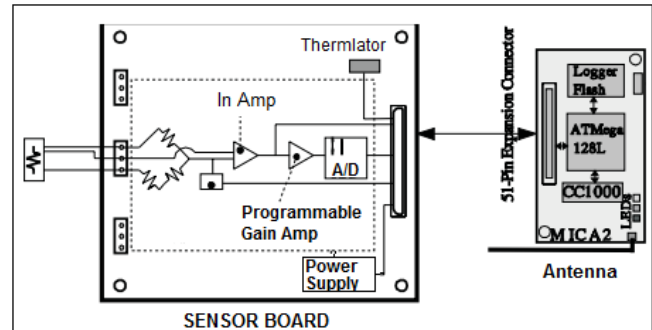 Thermlator
In Amp
A/D
Programmable
Gain Amp
Power
Supply
SENSOR BOARD
51-Pin Expansion Connector
Logger
Flash
ATMega
128L
CC1000
LEDs
MICA2
Antenna